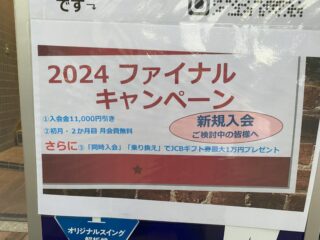 です
2024 ファイナル
キャンペーン
①入会金11,000円引き
②初月・2か月目 月会費無料
新規入会
ご検討中の皆様へ
さらに③「同時入会」「乗り換え」でJCBギフト券最大1万円プレゼント
オリジナルスイング
解析機